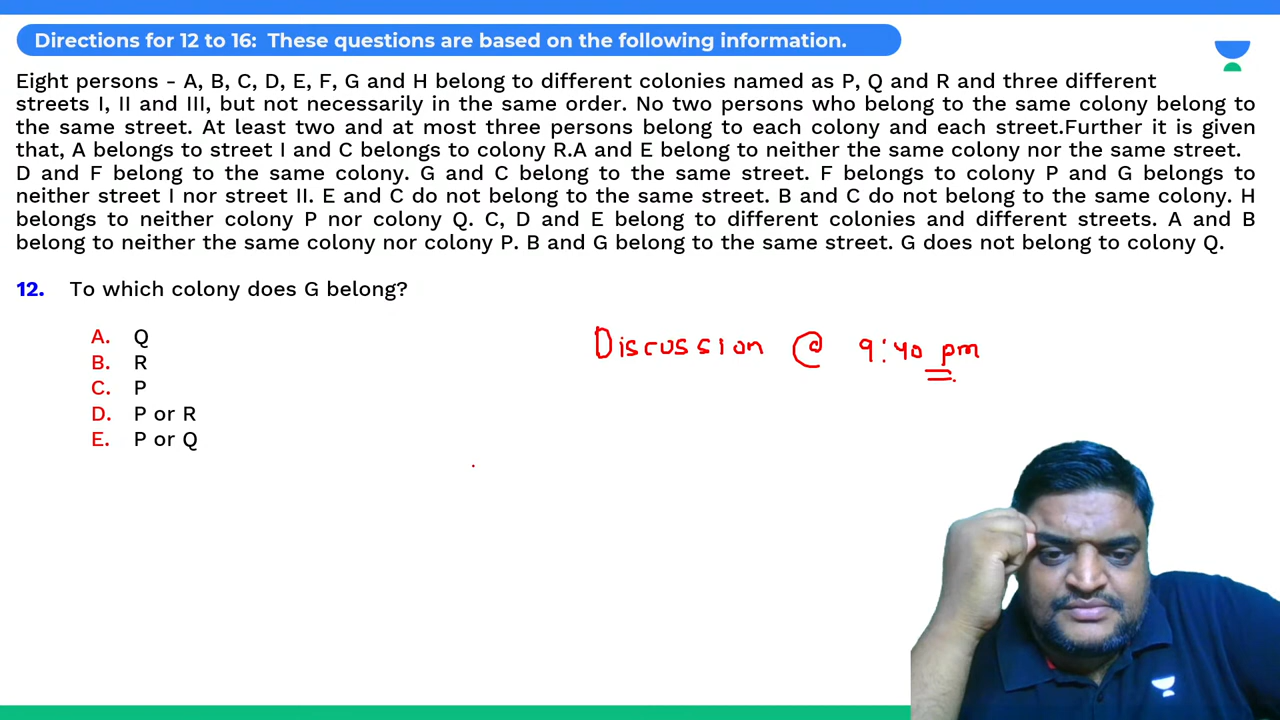 Directions for 12 to 16: These questions are based on the following information.
Eight persons - A, B, C, D, E, F, G and H belong to different colonies named as P, Q and R and three different
streets I, II and III, but not necessarily in the same order. No two persons who belong to the same colony belong to
the same street. At least two and at most three persons belong to each colony and each street.Further it is given
that, A belongs to street I and C belongs to colony R.A and E belong to neither the same colony nor the same street.
D and F belong to the same colony. G and C belong to the same street. F belongs to colony P and G belongs to
neither street I nor street II. E and C do not belong to the same street. B and C do not belong to the same colony. H
belongs to neither colony P nor colony Q. C, D and E belong to different colonies and different streets. A and B
belong to neither the same colony nor colony P. B and G belong to the same street. G does not belong to colony Q.
12. To which colony does G belong?
A. Q
B. R
C. P
D. P or R
E. P or Q
Discussion @ 9:40 pm